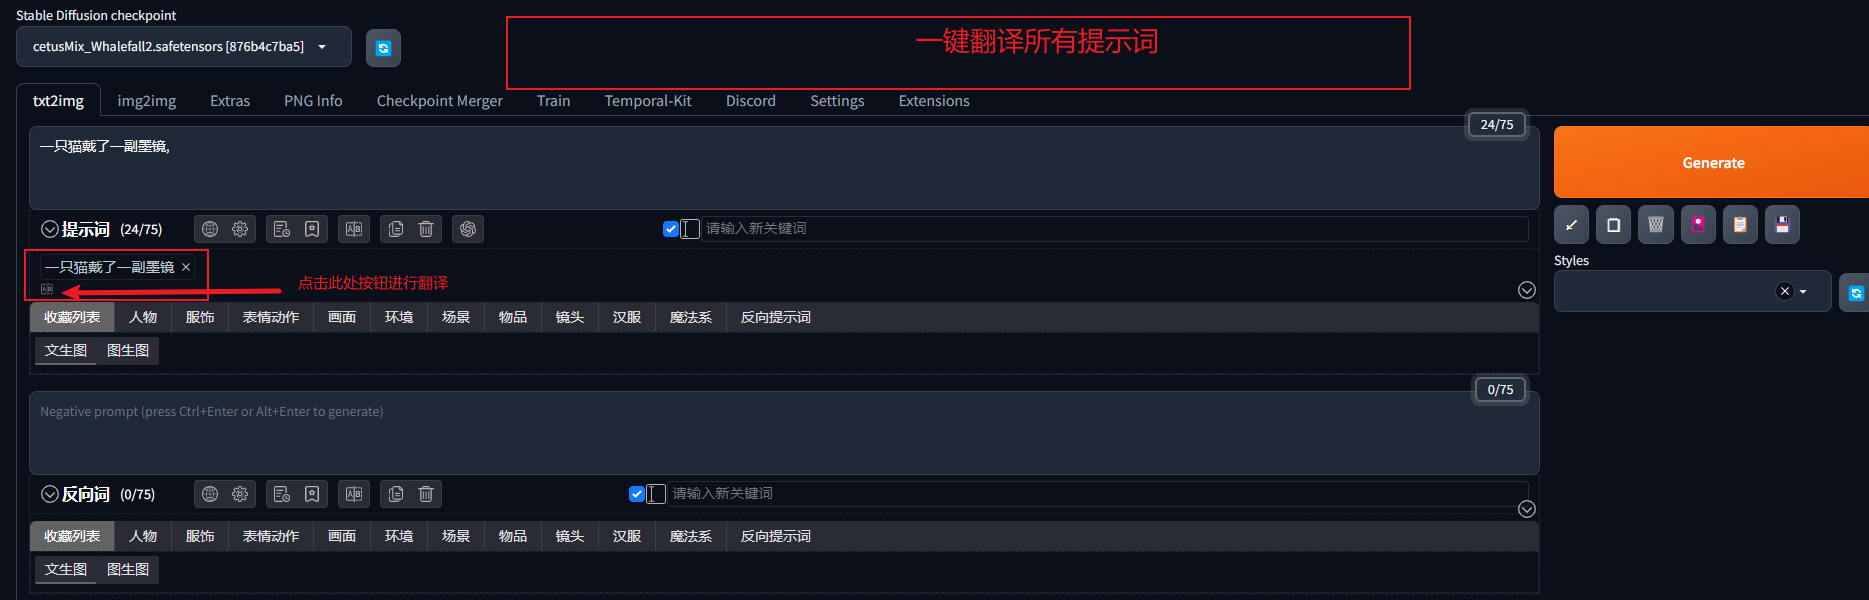 Stable Diffusion checkpoint
cetusMix_Whalefall2.safetensors [876b4c7ba5]
一键翻译所有提示词
txt2img img2img Extras PNG Info Checkpoint Merger Train Temporal-Kit Discord Settings Extensions
24/75
一只猫戴了一副墨镜,
Generate
提示词 (24/75) 请输入新关键词
Styles
一只猫戴了一副墨镜 ×
点击此处按钮进行翻译
收藏列表 人物 服饰 表情动作 画面 环境 场景 物品 镜头 汉服 魔法系 反向提示词
文生图 图生图
0/75
Negative prompt (press Ctrl+Enter or Alt+Enter to generate)
反向词 (0/75) 请输入新关键词
收藏列表 人物 服饰 表情动作 画面 环境 场景 物品 镜头 汉服 魔法系 反向提示词
文生图 图生图